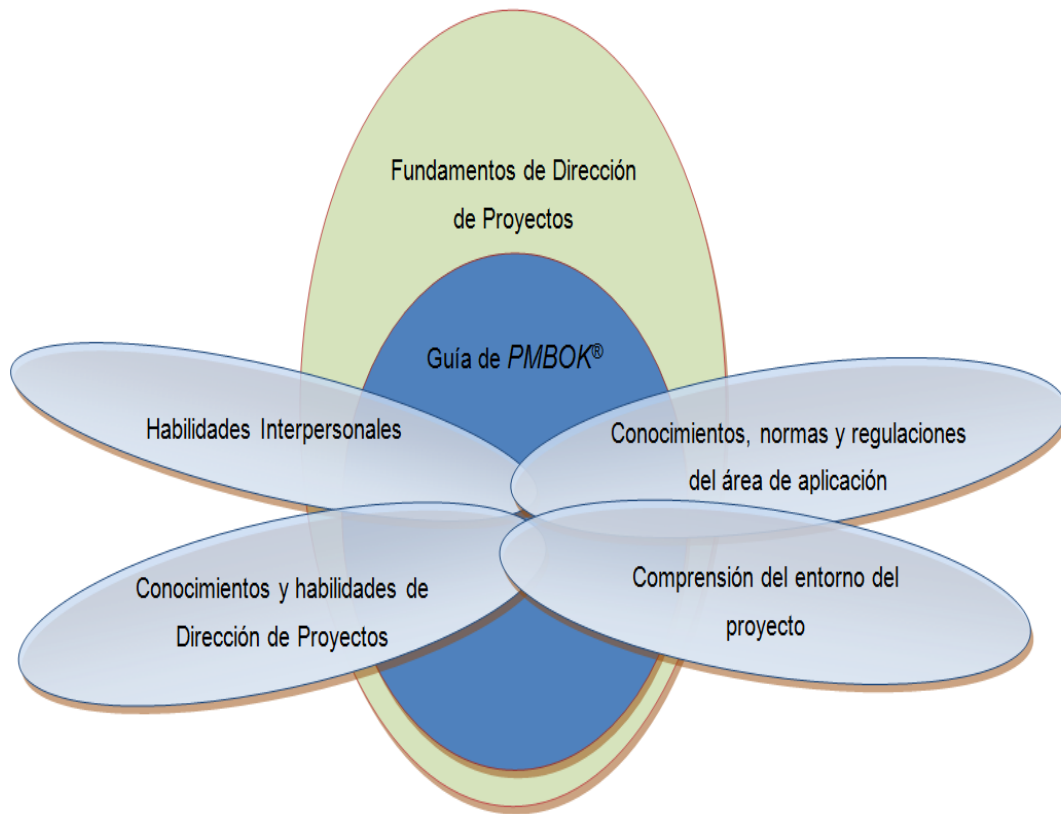 Fundamentos de Dirección
de Proyectos
Guía de PMBOK®
Habilidades Interpersonales
Conocimientos, normas y regulaciones
del área de aplicación
Conocimientos y habilidades de
Dirección de Proyectos
Comprensión del entorno del
proyecto